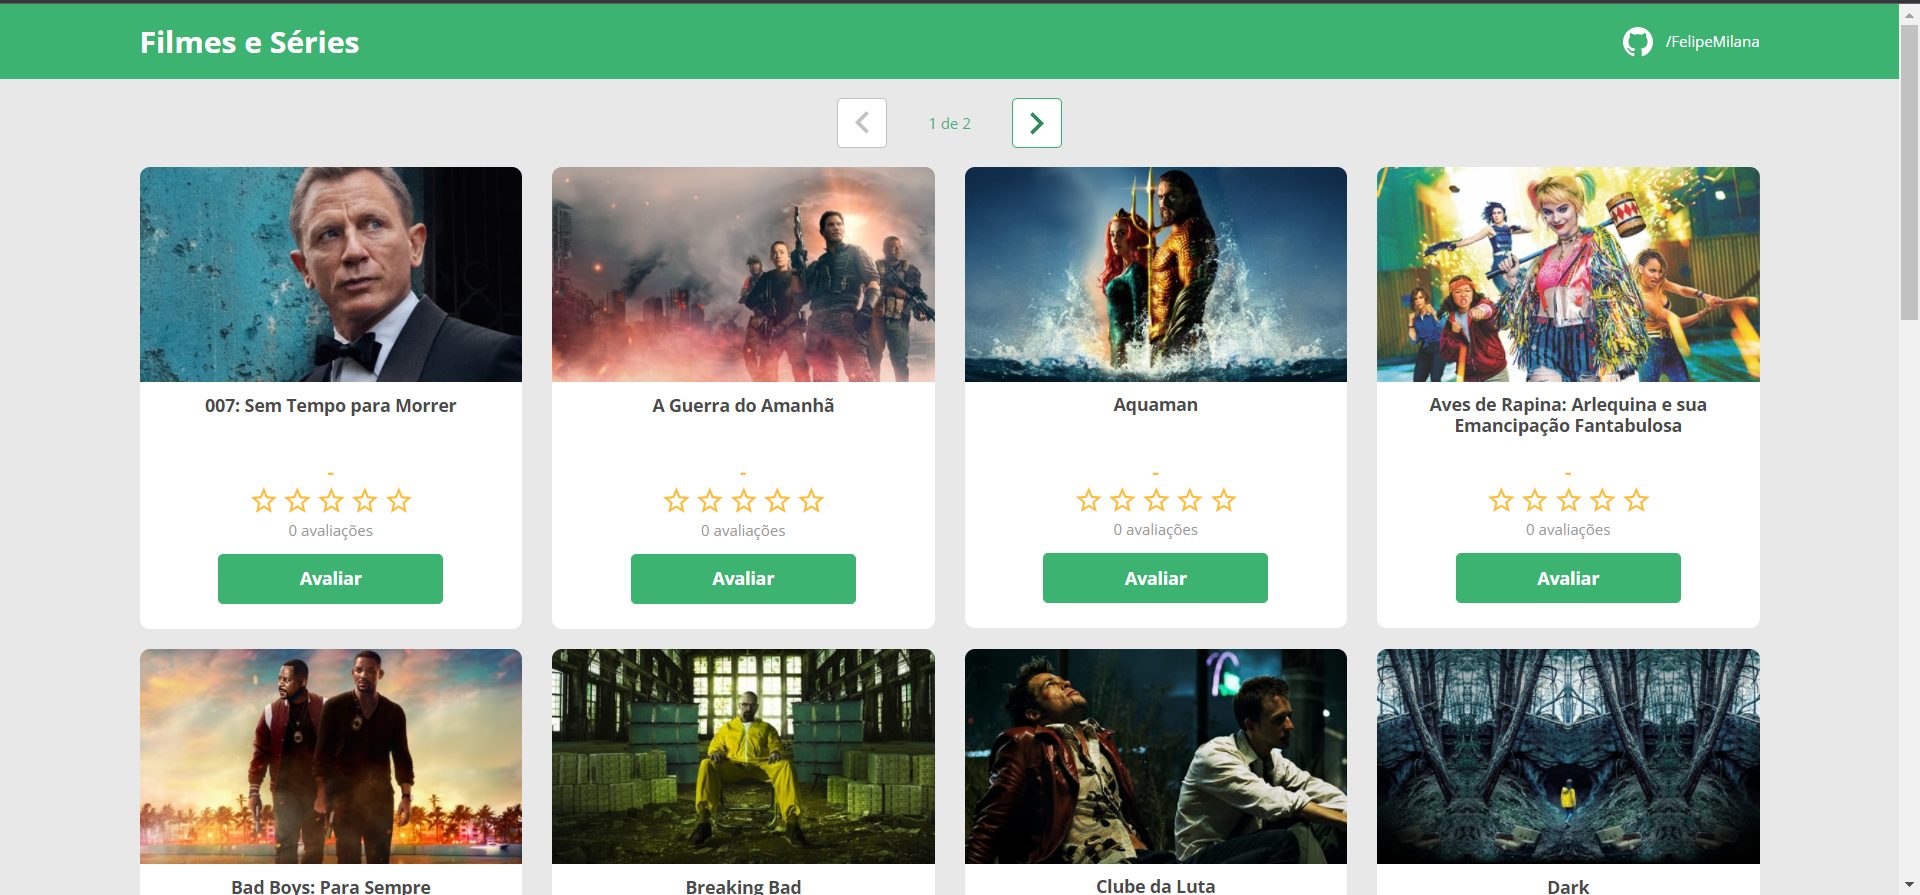 Filmes e Séries
/FelipeMilana
1 de 2
007: Sem Tempo para Morrer
-
0 avaliações
Avaliar
A Guerra do Amanhã
-
0 avaliações
Avaliar
Aquaman
-
0 avaliações
Avaliar
Aves de Rapina: Arlequina e sua
Emancipação Fantabulosa
-
0 avaliações
Avaliar
Bad Boys: Para Sempre
Breaking Bad
Clube da Luta
Dark